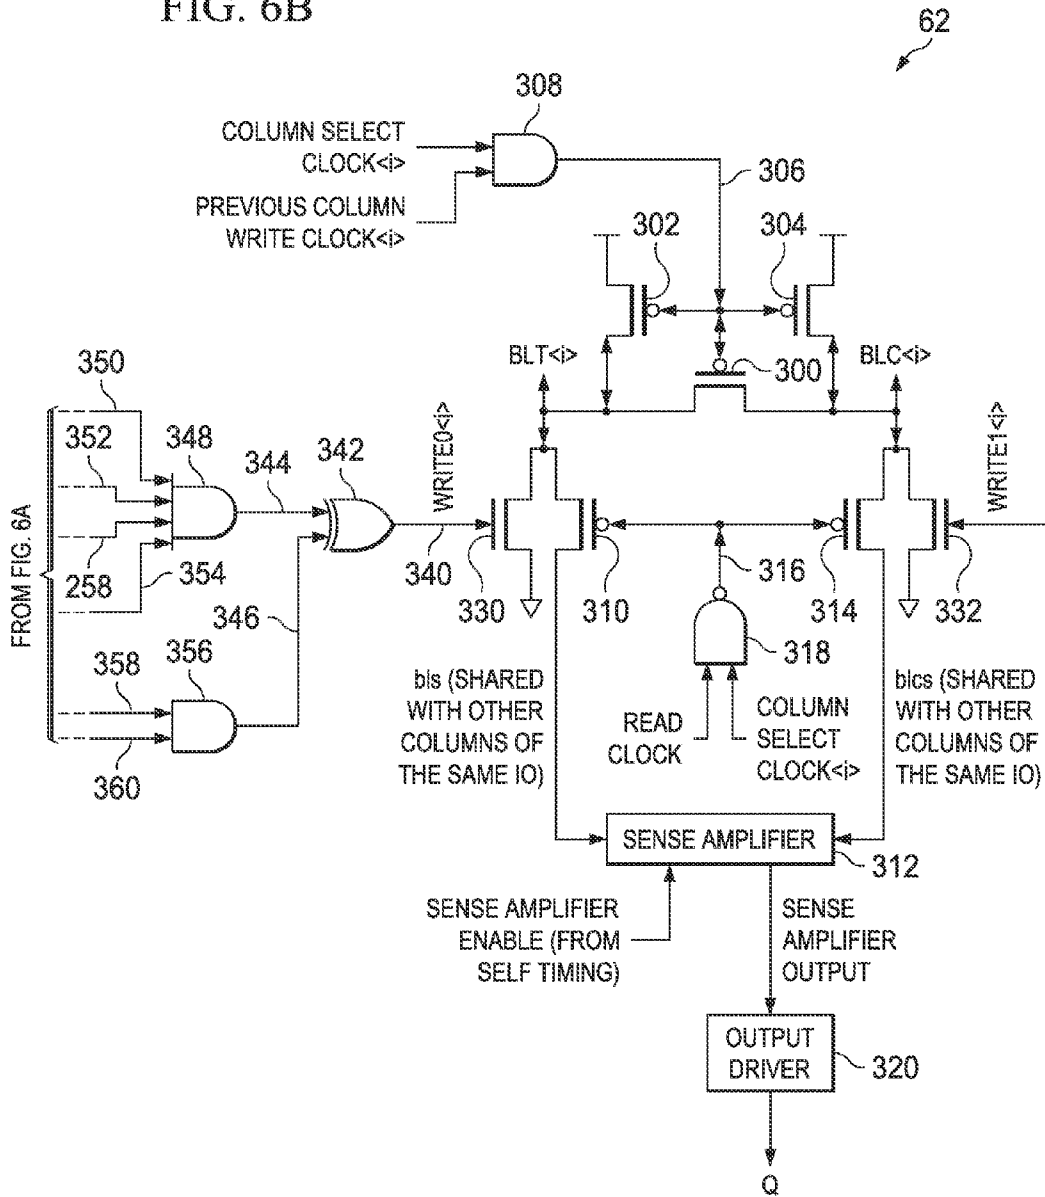 FIG. 6B
62
308
COLUMN SELECT
CLOCK<i>
306
PREVIOUS COLUMN
WRITE CLOCK<i>
302
304
BLT<i>
300
BLC<i>
350
352
348
344
342
WRITE0<i>
WRITE1<i>
FROM FIG. 6A
258
354
346
340
330
310
316
314
332
318
358
356
360
bls (SHARED
WITH OTHER
COLUMNS OF
THE SAME IO)
READ
CLOCK
COLUMN
SELECT
CLOCK<i>
blcs (SHARED
WITH OTHER
COLUMNS OF
THE SAME IO)
SENSE AMPLIFIER
312
SENSE AMPLIFIER
ENABLE (FROM
SELF TIMING)
SENSE
AMPLIFIER
OUTPUT
OUTPUT
DRIVER
320
Q